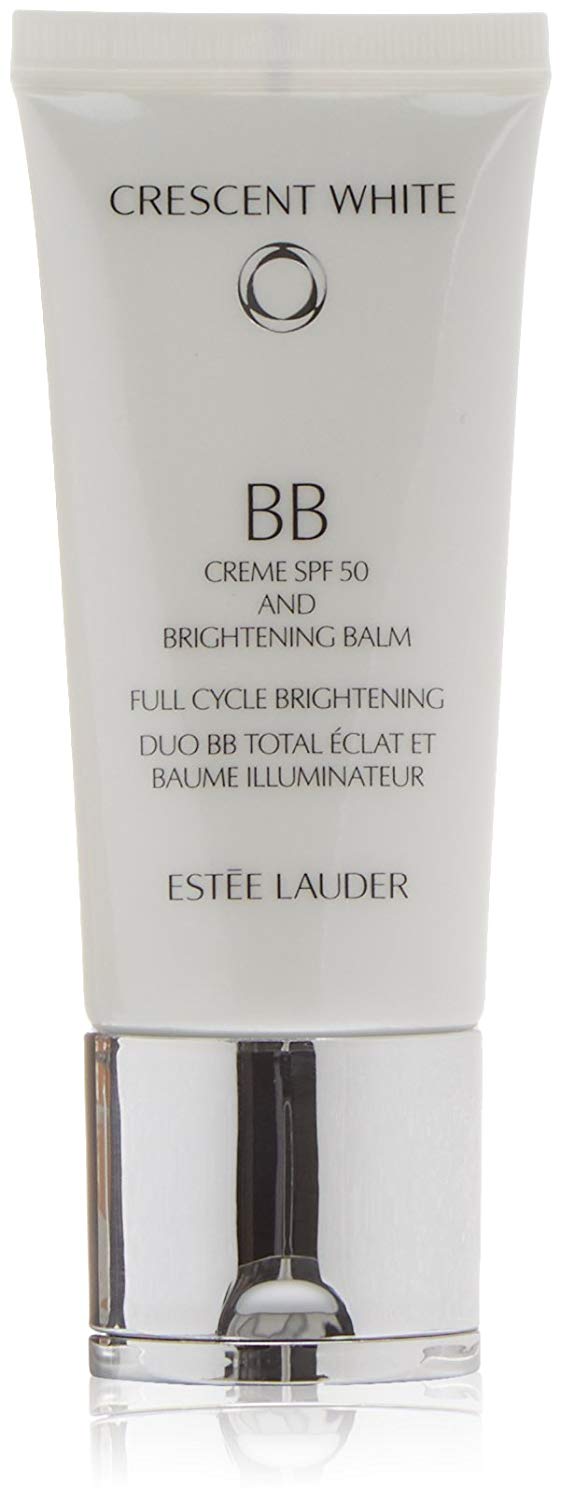 CRESCENT WHITE
BB
CREME SPF 50
AND
BRIGHTENING BALM
FULL CYCLE BRIGHTENING
DUO BB TOTAL ÉCLAT ET
BAUME ILLUMINATEUR
ESTĒE LAUDER